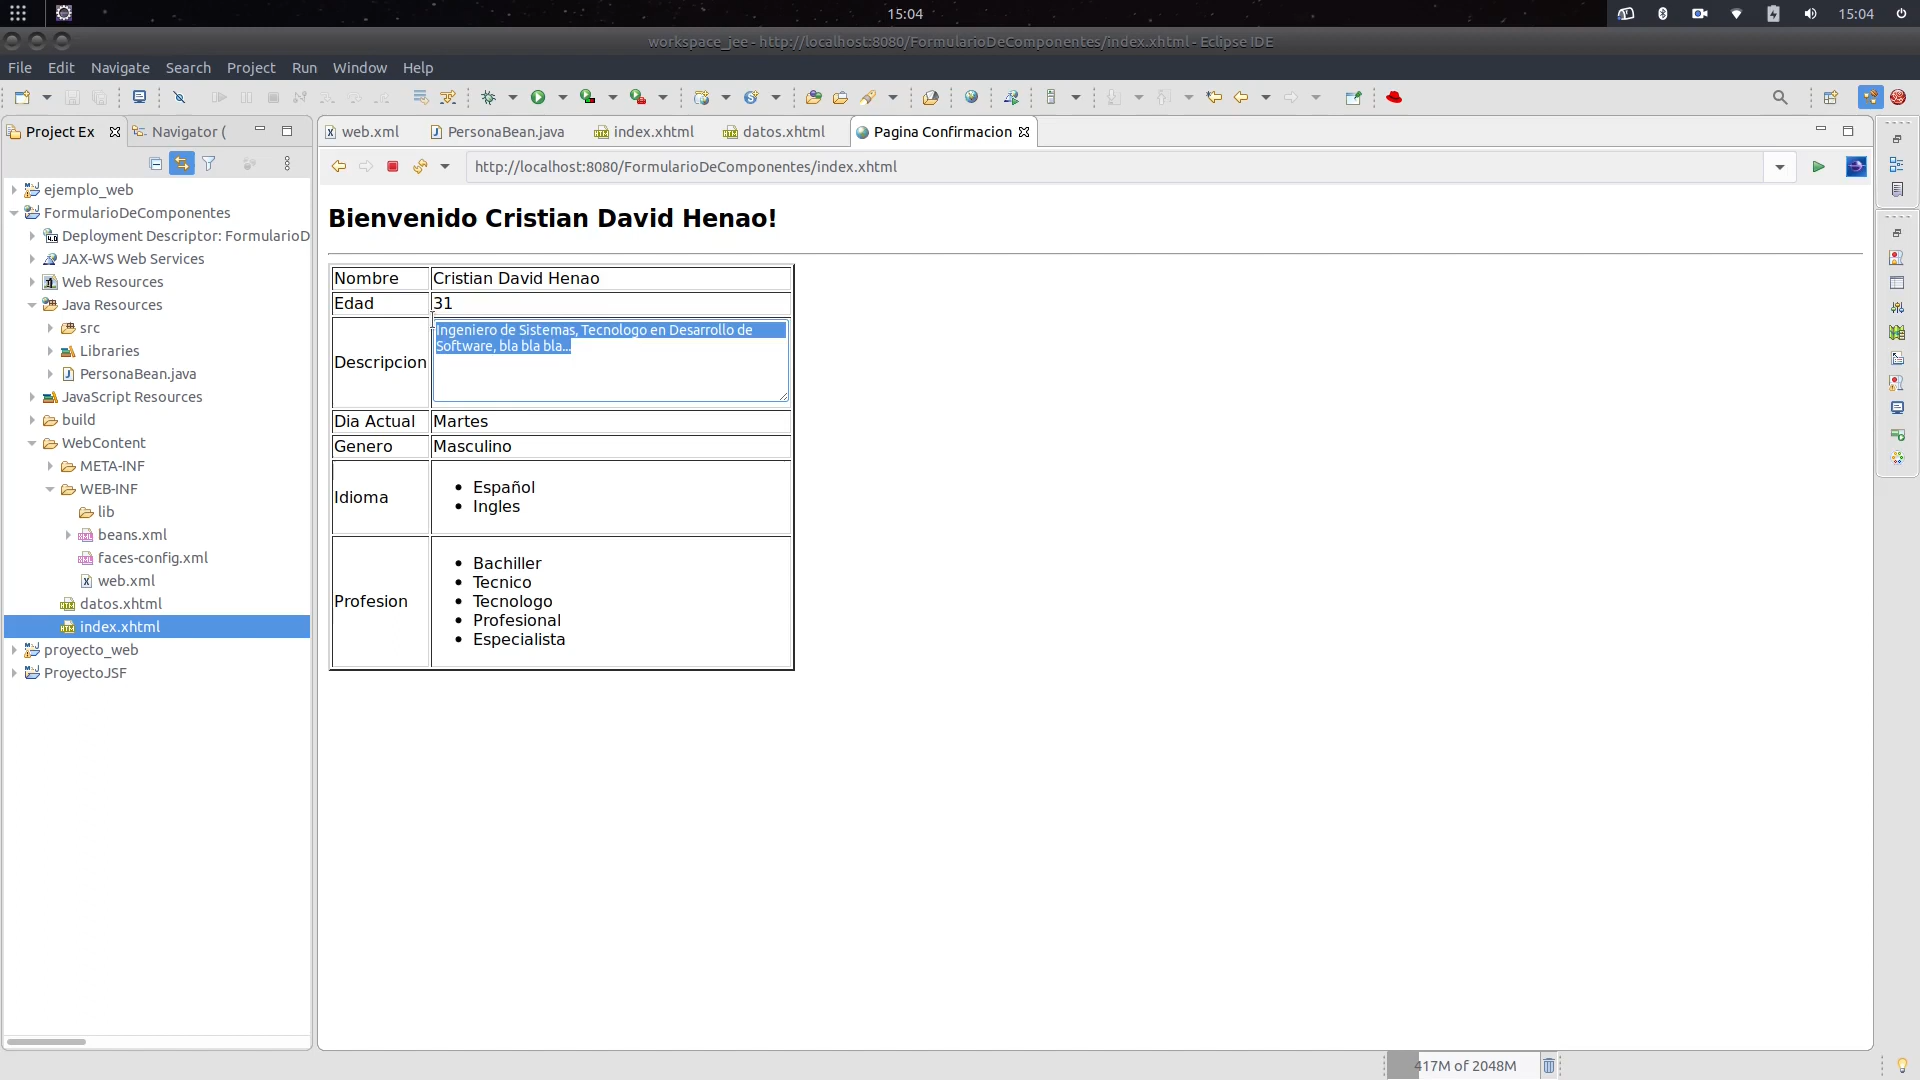 15:04
15:04
workspace_jee - http://localhost:8080/FormularioDeComponentes/index.xhtml - Eclipse IDE
File Edit Navigate Search Project Run Window Help
Project Ex
Navigator (
web.xml
PersonaBean.java
index.xhtml
datos.xhtml
Pagina Confirmacion
http://localhost:8080/FormularioDeComponentes/index.xhtml
ejemplo_web
FormularioDeComponentes
Deployment Descriptor: FormularioD
JAX-WS Web Services
Web Resources
Java Resources
src
Libraries
PersonaBean.java
JavaScript Resources
build
WebContent
META-INF
WEB-INF
lib
beans.xml
faces-config.xml
web.xml
datos.xhtml
index.xhtml
proyecto_web
ProyectoJSF
Bienvenido Cristian David Henao!
Nombre Cristian David Henao
Edad 31
Descripcion
Ingeniero de Sistemas, Tecnologo en Desarrollo de
Software, bla bla bla...
Dia Actual Martes
Genero Masculino
Idioma
• Español
• Ingles
Profesion
• Bachiller
• Tecnico
• Tecnologo
• Profesional
• Especialista
417M of 2048M